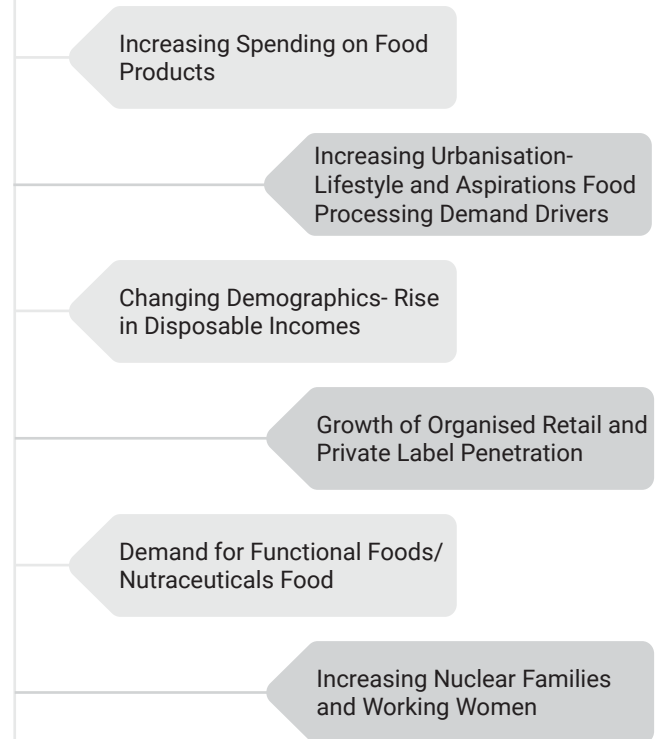 Increasing Spending on Food
Products
Increasing Urbanisation-
Lifestyle and Aspirations Food
Processing Demand Drivers
Changing Demographics- Rise
in Disposable Incomes
Growth of Organised Retail and
Private Label Penetration
Demand for Functional Foods/
Nutraceuticals Food
Increasing Nuclear Families
and Working Women